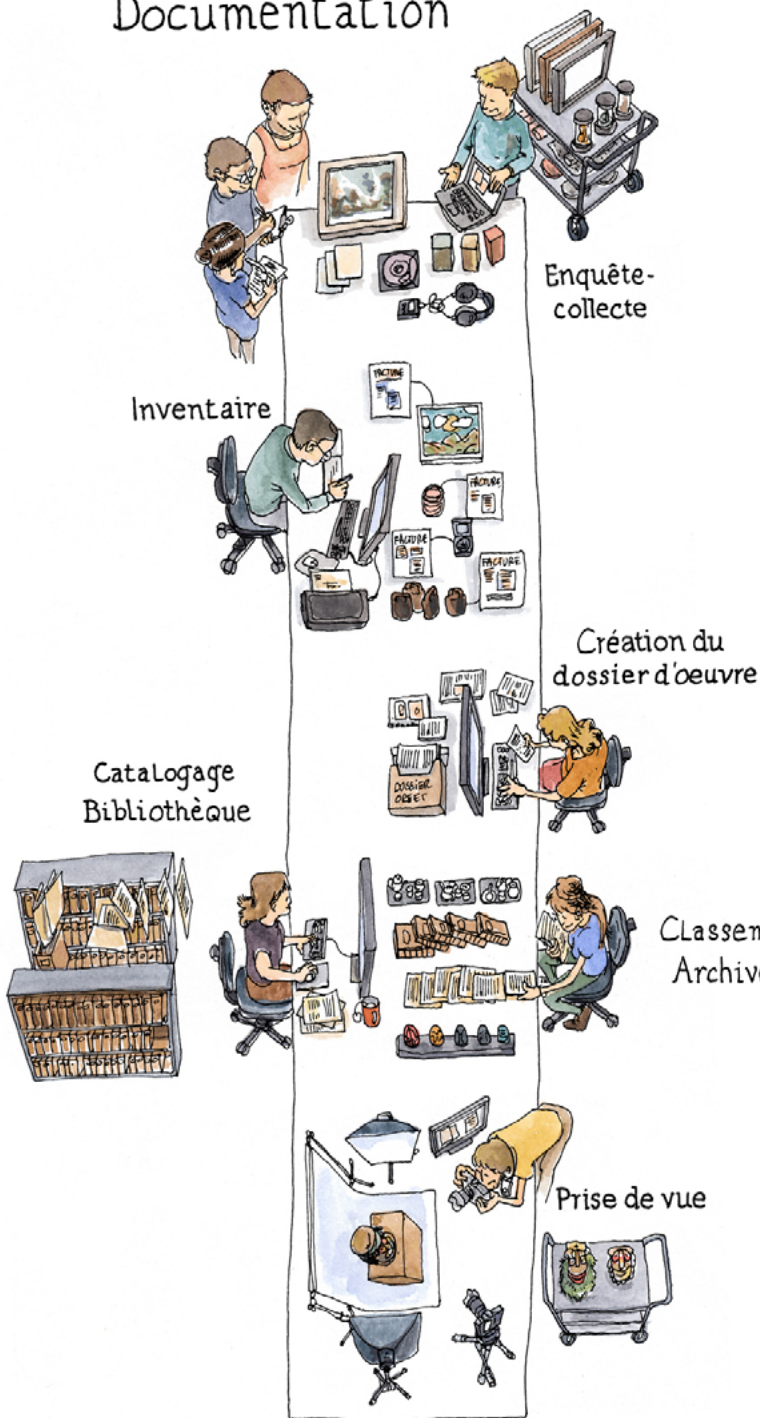 Documentation
Enquête-
collecte
Inventaire
FACTURE
FACTURE
FACTURE
FACTURE
Création du
dossier d'oeuvre
DOSSIER
OBJET
Catalogage
Bibliothèque
Classem
Archiv
Prise de vue